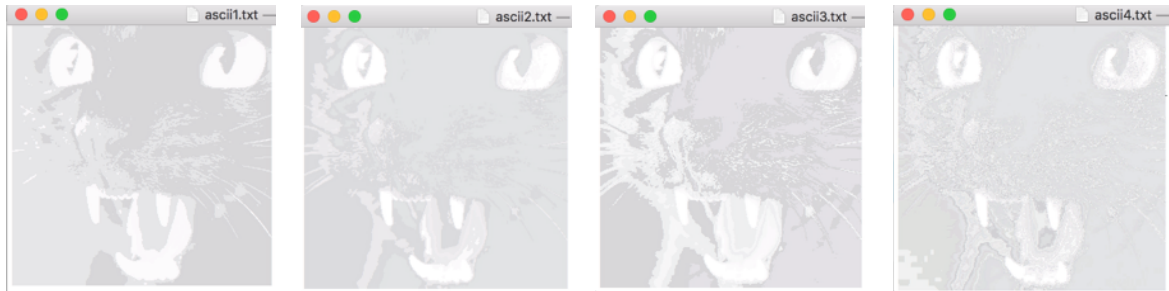 ascii1.txt —
ascii2.txt —
ascii3.txt —
ascii4.txt —